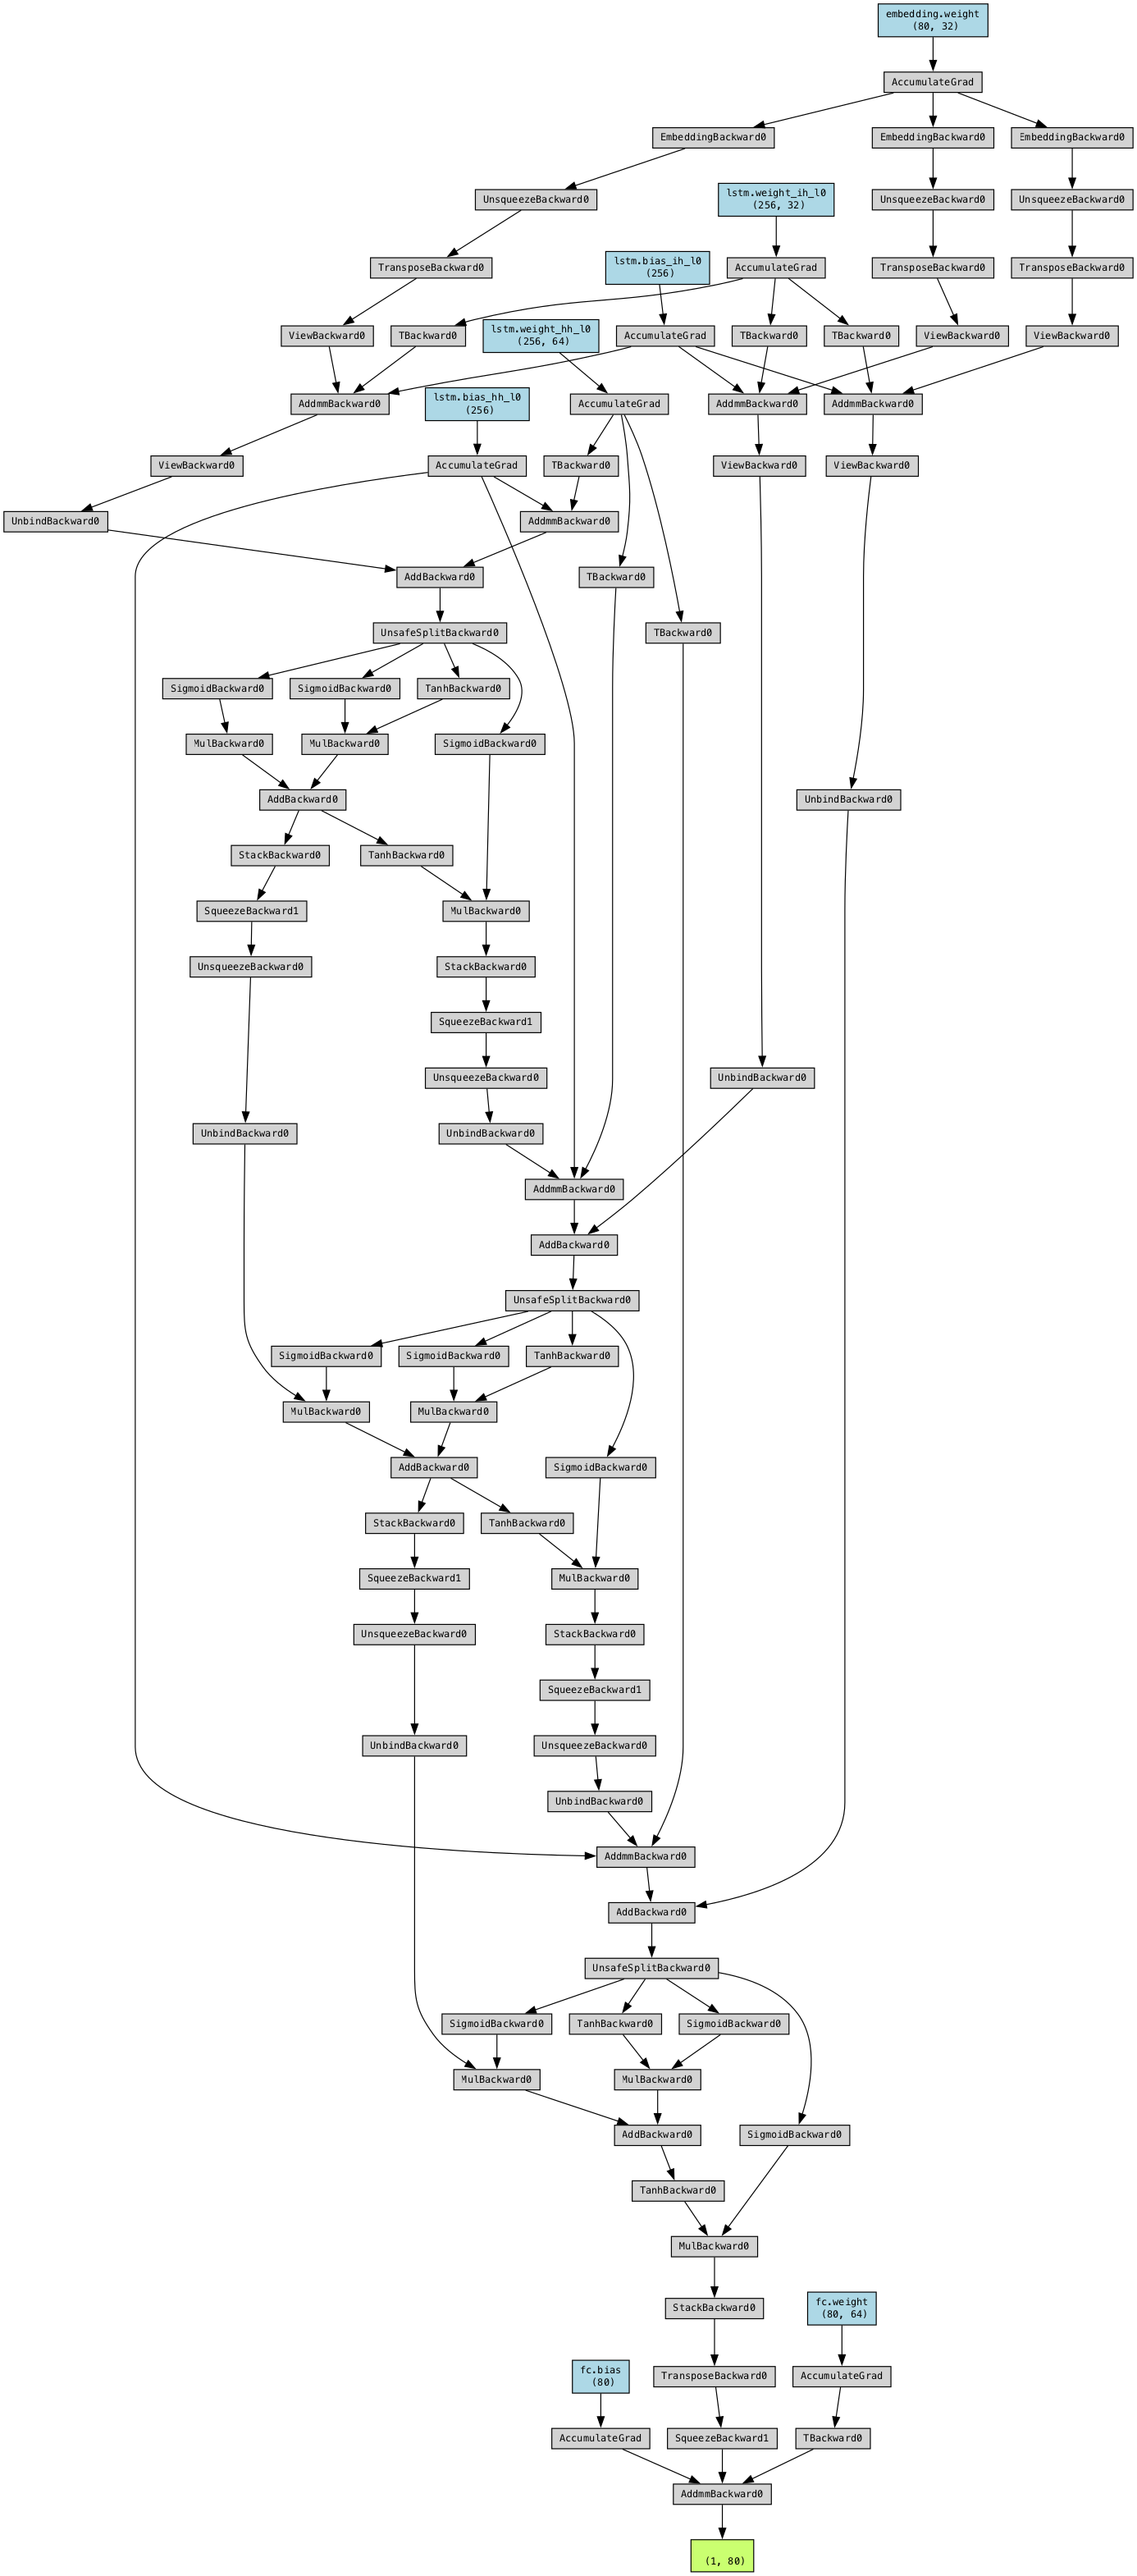 embedding.weight
(80, 32)
AccumulateGrad
EmbeddingBackward0
EmbeddingBackward0
EmbeddingBackward0
lstm.weight_ih_l0
(256, 32)
UnsqueezeBackward0
UnsqueezeBackward0
UnsqueezeBackward0
lstm.bias_ih_l0
(256)
TransposeBackward0
AccumulateGrad
TransposeBackward0
TransposeBackward0
lstm.weight_hh_l0
(256, 64)
ViewBackward0
TBackward0
AccumulateGrad
TBackward0
TBackward0
ViewBackward0
ViewBackward0
lstm.bias_hh_l0
(256)
AddmmBackward0
AccumulateGrad
AddmmBackward0
AddmmBackward0
ViewBackward0
AccumulateGrad
TBackward0
ViewBackward0
ViewBackward0
UnbindBackward0
AddmmBackward0
AddBackward0
TBackward0
UnsafeSplitBackward0
TBackward0
SigmoidBackward0
SigmoidBackward0
TanhBackward0
MulBackward0
MulBackward0
SigmoidBackward0
AddBackward0
UnbindBackward0
StackBackward0
TanhBackward0
SqueezeBackward1
MulBackward0
UnsqueezeBackward0
StackBackward0
SqueezeBackward1
UnsqueezeBackward0
UnbindBackward0
UnbindBackward0
UnbindBackward0
AddmmBackward0
AddBackward0
UnsafeSplitBackward0
SigmoidBackward0
SigmoidBackward0
TanhBackward0
MulBackward0
MulBackward0
AddBackward0
SigmoidBackward0
StackBackward0
TanhBackward0
SqueezeBackward1
MulBackward0
UnsqueezeBackward0
StackBackward0
SqueezeBackward1
UnbindBackward0
UnsqueezeBackward0
UnbindBackward0
AddmmBackward0
AddBackward0
UnsafeSplitBackward0
SigmoidBackward0
TanhBackward0
SigmoidBackward0
MulBackward0
MulBackward0
AddBackward0
SigmoidBackward0
TanhBackward0
MulBackward0
StackBackward0
fc.weight
(80, 64)
fc.bias
(80)
TransposeBackward0
AccumulateGrad
AccumulateGrad
SqueezeBackward1
TBackward0
AddmmBackward0
(1, 80)